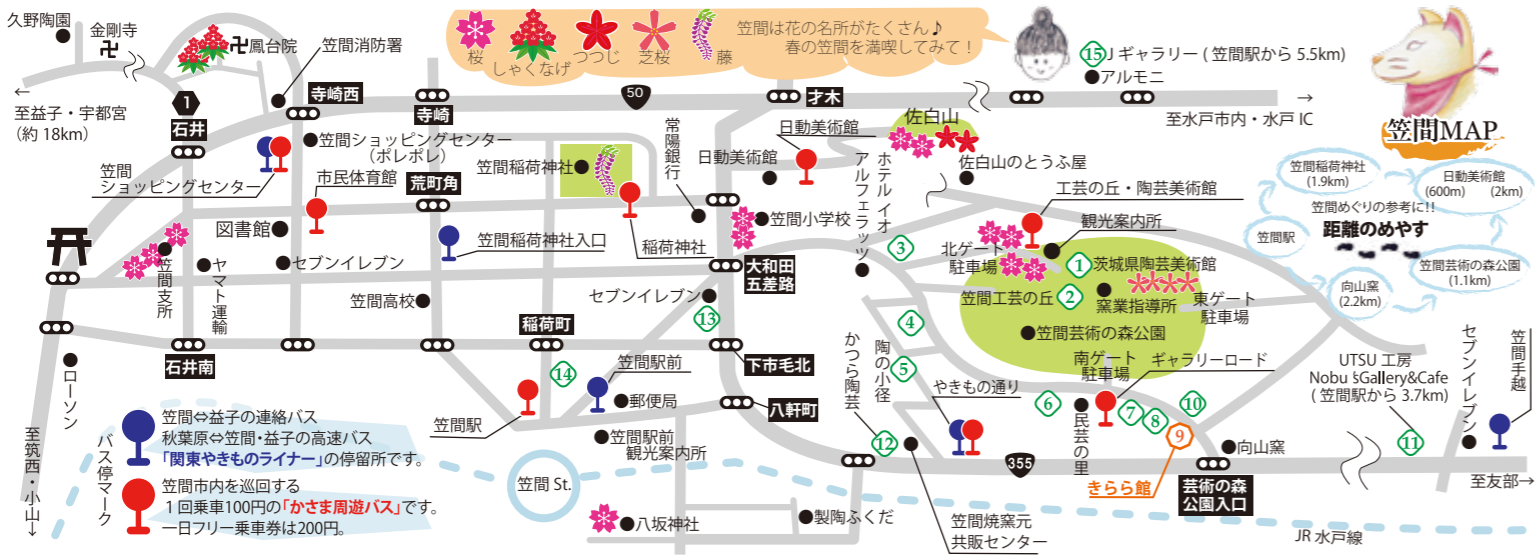 久野陶園
金剛寺
鳳台院
笠間消防署
桜
しゃくなげ
つつじ
芝桜
藤
笠間は花の名所がたくさん♪
春の笠間を満喫してみて！
15 Jギャラリー ( 笠間駅から 5.5km)
アルモニ
笠間MAP
←
至益子・宇都宮
（約 18km）
1
石井
寺崎西
寺崎
50
才木
→
至水戸市内・水戸 IC
笠間ショッピングセンター
（ポレポレ）
笠間
ショッピングセンター
市民体育館
荒町角
笠間稲荷神社
常陽銀行
日動美術館
日動美術館
佐白山
佐白山のとうふ屋
ホテル イオ
アルフェラッツ
工芸の丘・陶芸美術館
観光案内所
笠間稲荷神社
(1.9km)
日動美術館
(600m)
(2km)
笠間めぐりの参考に!!
距離のめやす
笠間駅
笠間芸術の森公園
(1.1km)
向山窯
(2.2km)
図書館
笠間稲荷神社入口
稲荷神社
笠間小学校
3
北ゲート
駐車場
1
茨城県陶芸美術館
笠間工芸の丘
2
窯業指導所
東ゲート
駐車場
笠間芸術の森公園
笠間支所
ヤマト運輸
セブンイレブン
笠間高校
セブンイレブン
13
大和田
五差路
4
5
陶の小径
かつら陶芸
石井南
稲荷町
下市毛北
八軒町
14
笠間駅前
郵便局
笠間駅
笠間駅前
観光案内所
南ゲート
駐車場
ギャラリーロード
やきもの通り
6
民芸の里
7
8
9
10
きらら館
向山窯
UTSU 工房
Nobu's Gallery&Cafe
( 笠間駅から 3.7km)
11
セブンイレブン
笠間手越
ローソン
至筑西・小山→
バス停マーク
笠間⇔益子の連絡バス
秋葉原⇔笠間・益子の高速バス
「関東やきものライナー」の停留所です。
笠間市内を巡回する
１回乗車100円の「かさま周遊バス」です。
一日フリー乗車券は200円。
笠間 St.
八坂神社
製陶ふくだ
12
笠間焼窯元
共販センター
355
芸術の森
公園入口
至友部→
JR 水戸線